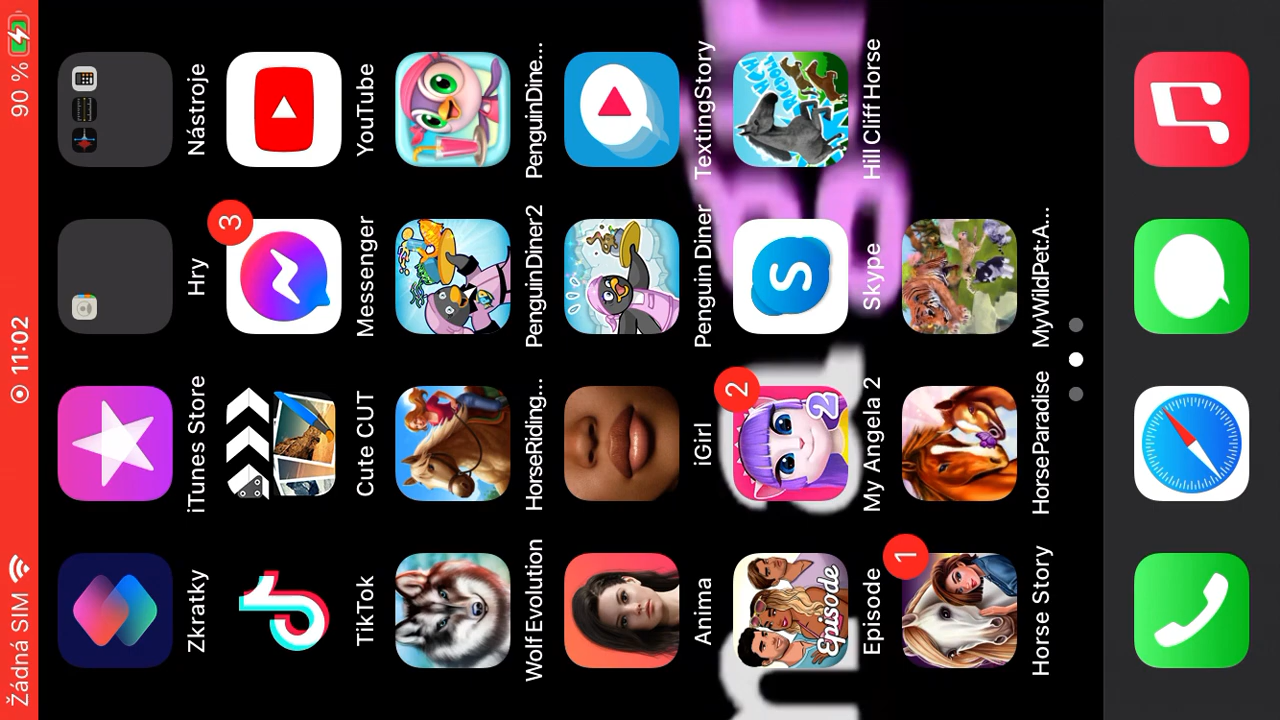 Žádná SIM 11:02 90 %
Zkratky iTunes Store Hry Nástroje
3
TikTok Cute CUT Messenger YouTube
Wolf Evolution HorseRiding... PenguinDiner2 PenguinDine...
Anima iGirl Penguin Diner TextingStory
2
Episode
2
S
Episode My Angela 2 Skype Hill Cliff Horse
1
Horse Story HorseParadise MyWildPet:A...